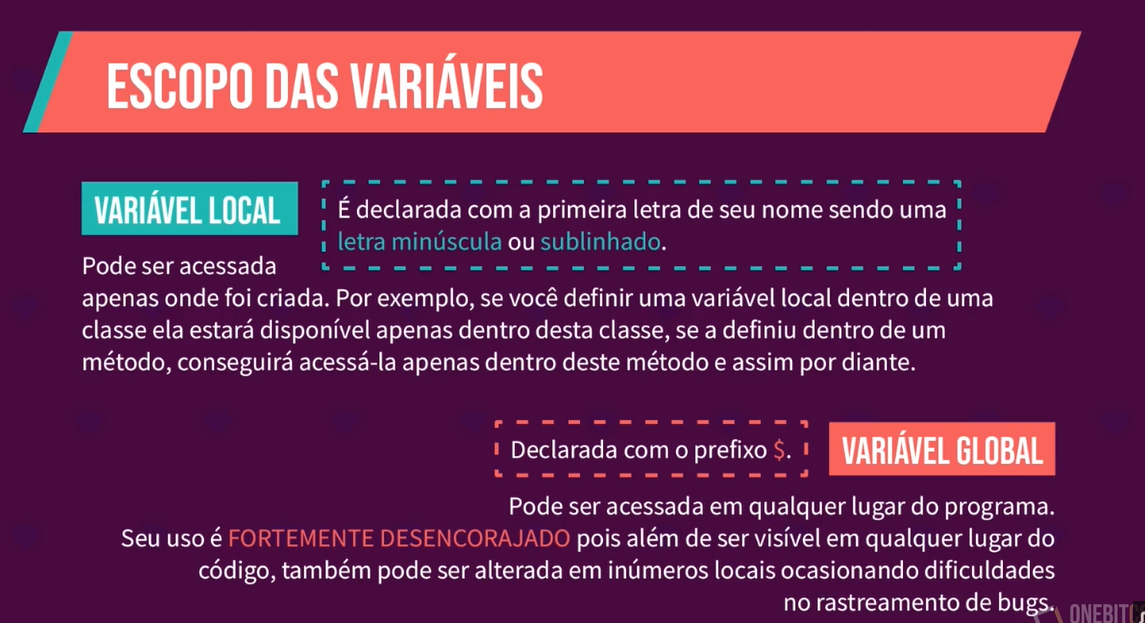 ESCOPO DAS VARIÁVEIS
VARIÁVEL LOCAL
É declarada com a primeira letra de seu nome sendo uma
letra minúscula ou sublinhado.
Pode ser acessada
apenas onde foi criada. Por exemplo, se você definir uma variável local dentro de uma
classe ela estará disponível apenas dentro desta classe, se a definiu dentro de um
método, conseguirá acessá-la apenas dentro deste método e assim por diante.
Declarada com o prefixo $.
VARIÁVEL GLOBAL
Pode ser acessada em qualquer lugar do programa.
Seu uso é FORTEMENTE DESENCORAJADO pois além de ser visível em qualquer lugar do
código, também pode ser alterada em inúmeros locais ocasionando dificuldades
no rastreamento de bugs.